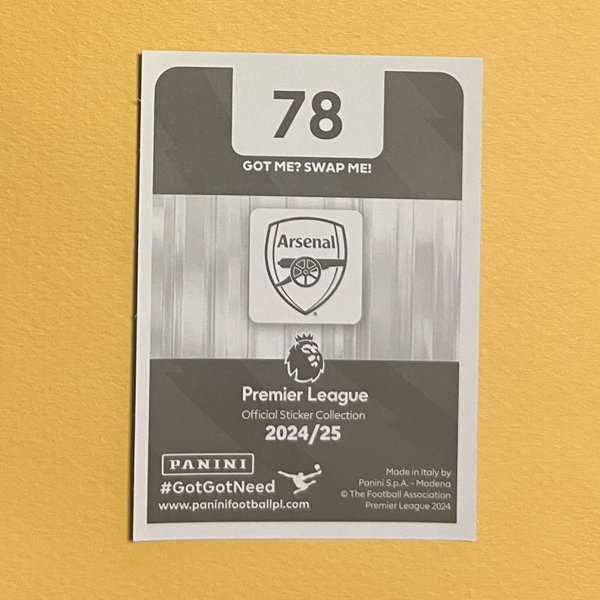 78
GOT ME? SWAP ME!
Arsenal
Premier League
Official Sticker Collection
2024/25
PANINI
#GotGotNeed
www.paninifootballpl.com
Made in Italy by
Panini S.p.A. - Modena
© The Football Association
Premier League 2024